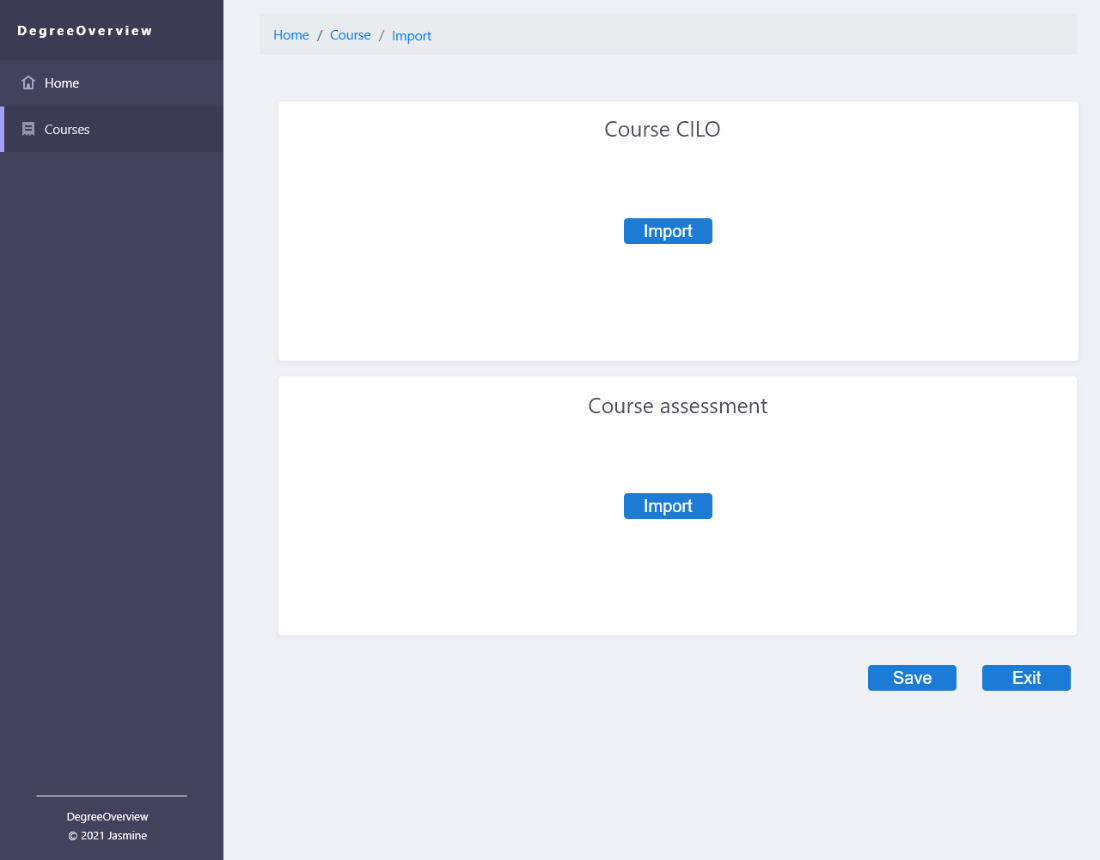 DegreeOverview
Home
Courses
Home / Course / Import
Course CILO
Import
Course assessment
Import
Save Exit
DegreeOverview
© 2021 Jasmine